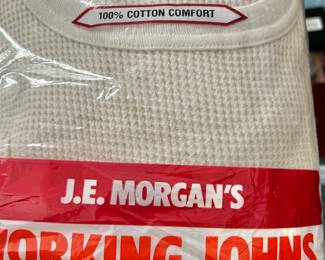 100% COTTON COMFORT
J.E. MORGAN'S
WORKING JOHNS